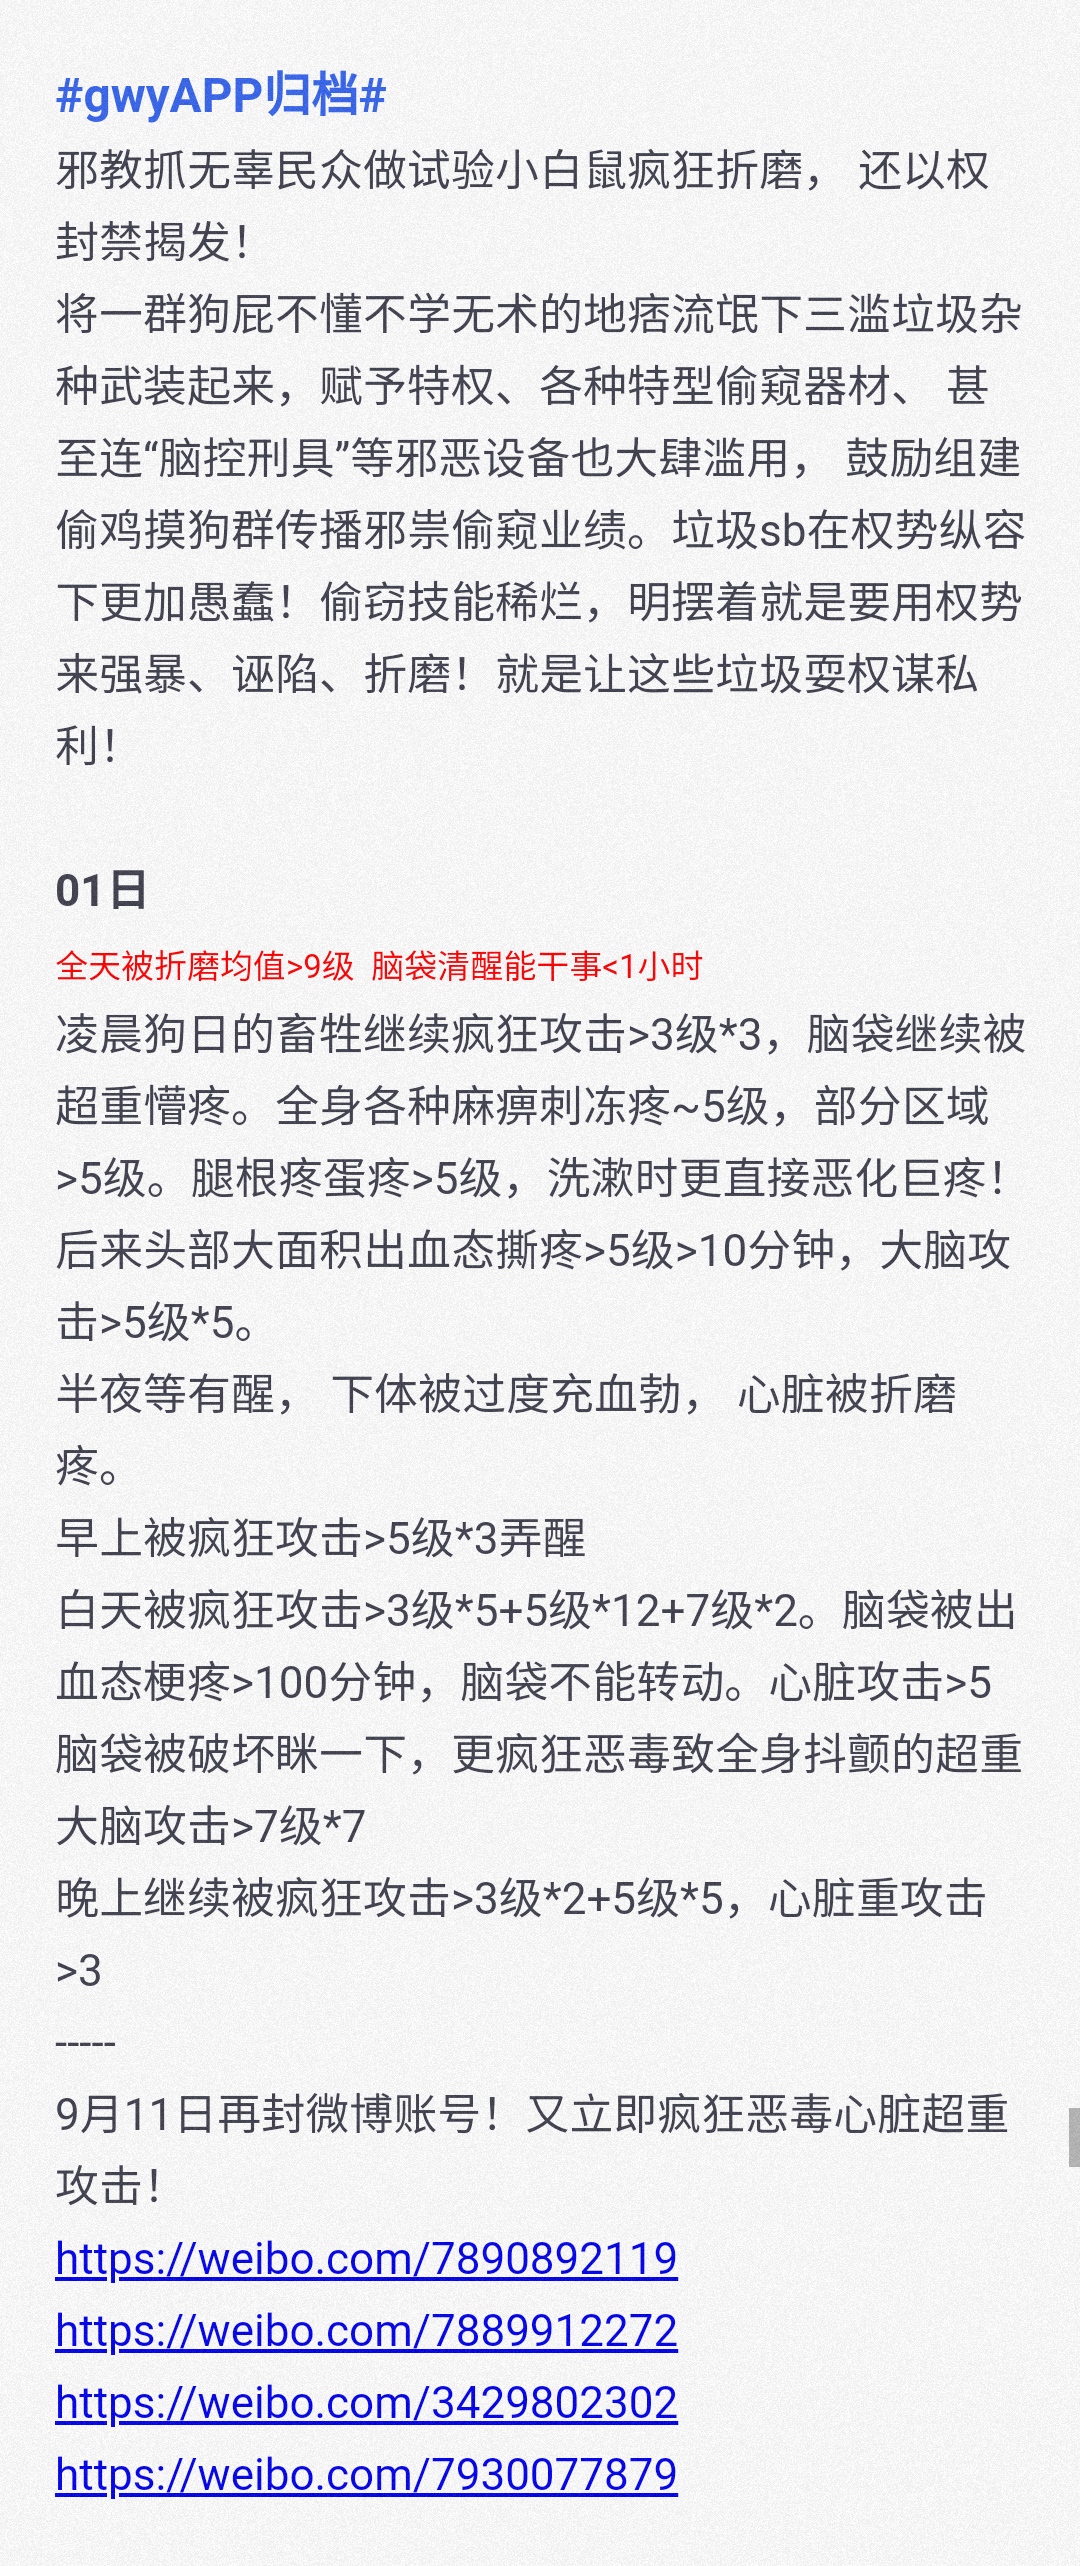 #gwyAPP归档#
邪教抓无辜民众做试验小白鼠疯狂折磨， 还以权
封禁揭发！
将一群狗屁不懂不学无术的地痞流氓下三滥垃圾杂
种武装起来，赋予特权、各种特型偷窥器材、 甚
至连“脑控刑具”等邪恶设备也大肆滥用， 鼓励组建
偷鸡摸狗群传播邪祟偷窥业绩。垃圾sb在权势纵容
下更加愚蠢！偷窃技能稀烂，明摆着就是要用权势
来强暴、诬陷、折磨！就是让这些垃圾耍权谋私
利！
01日
全天被折磨均值>9级 脑袋清醒能干事<1小时
凌晨狗日的畜牲继续疯狂攻击>3级*3，脑袋继续被
超重懵疼。全身各种麻痹刺冻疼~5级，部分区域
>5级。腿根疼蛋疼>5级，洗漱时更直接恶化巨疼！
后来头部大面积出血态撕疼>5级>10分钟，大脑攻
击>5级*5。
半夜等有醒， 下体被过度充血勃， 心脏被折磨
疼。
早上被疯狂攻击>5级*3弄醒
白天被疯狂攻击>3级*5+5级*12+7级*2。脑袋被出
血态梗疼>100分钟，脑袋不能转动。心脏攻击>5
脑袋被破坏眯一下，更疯狂恶毒致全身抖颤的超重
大脑攻击>7级*7
晚上继续被疯狂攻击>3级*2+5级*5，心脏重攻击
>3
-----
9月11日再封微博账号！又立即疯狂恶毒心脏超重
攻击！
https://weibo.com/7890892119
https://weibo.com/7889912272
https://weibo.com/3429802302
https://weibo.com/7930077879